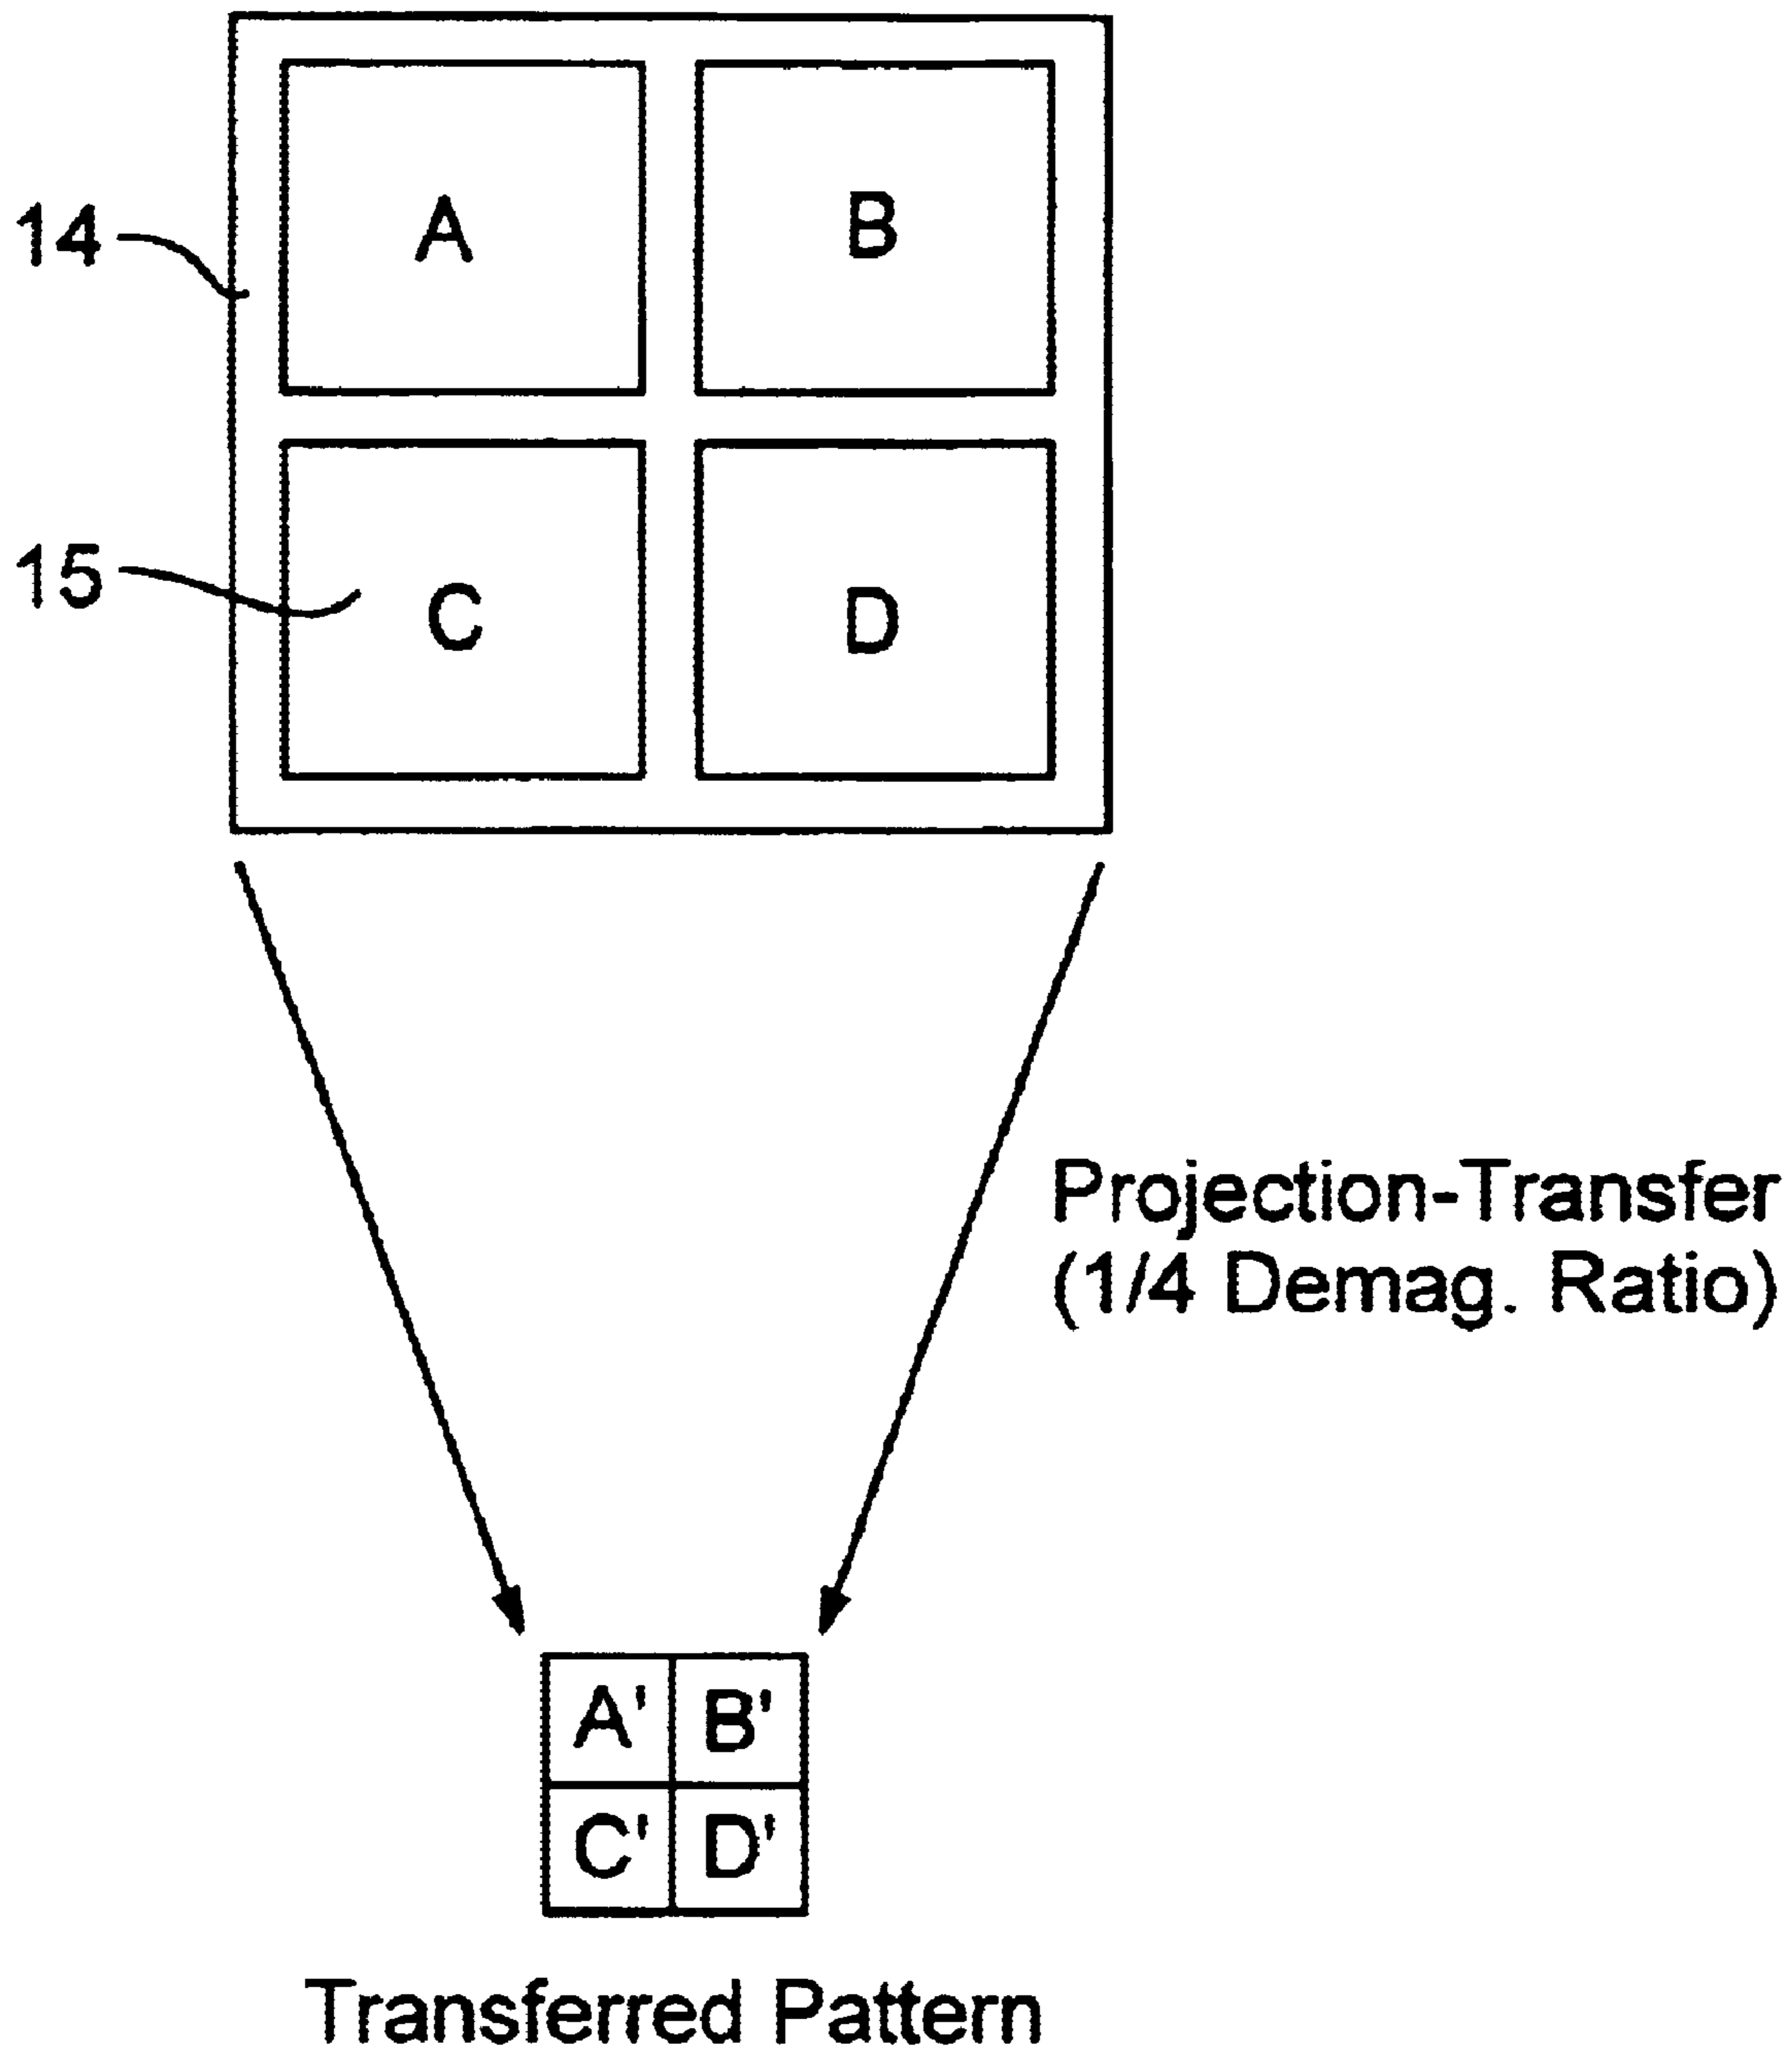 A
B
14
15
C
D
Projection-Transfer
(1/4 Demag. Ratio)
A'
B'
C'
D'
Transferred Pattern